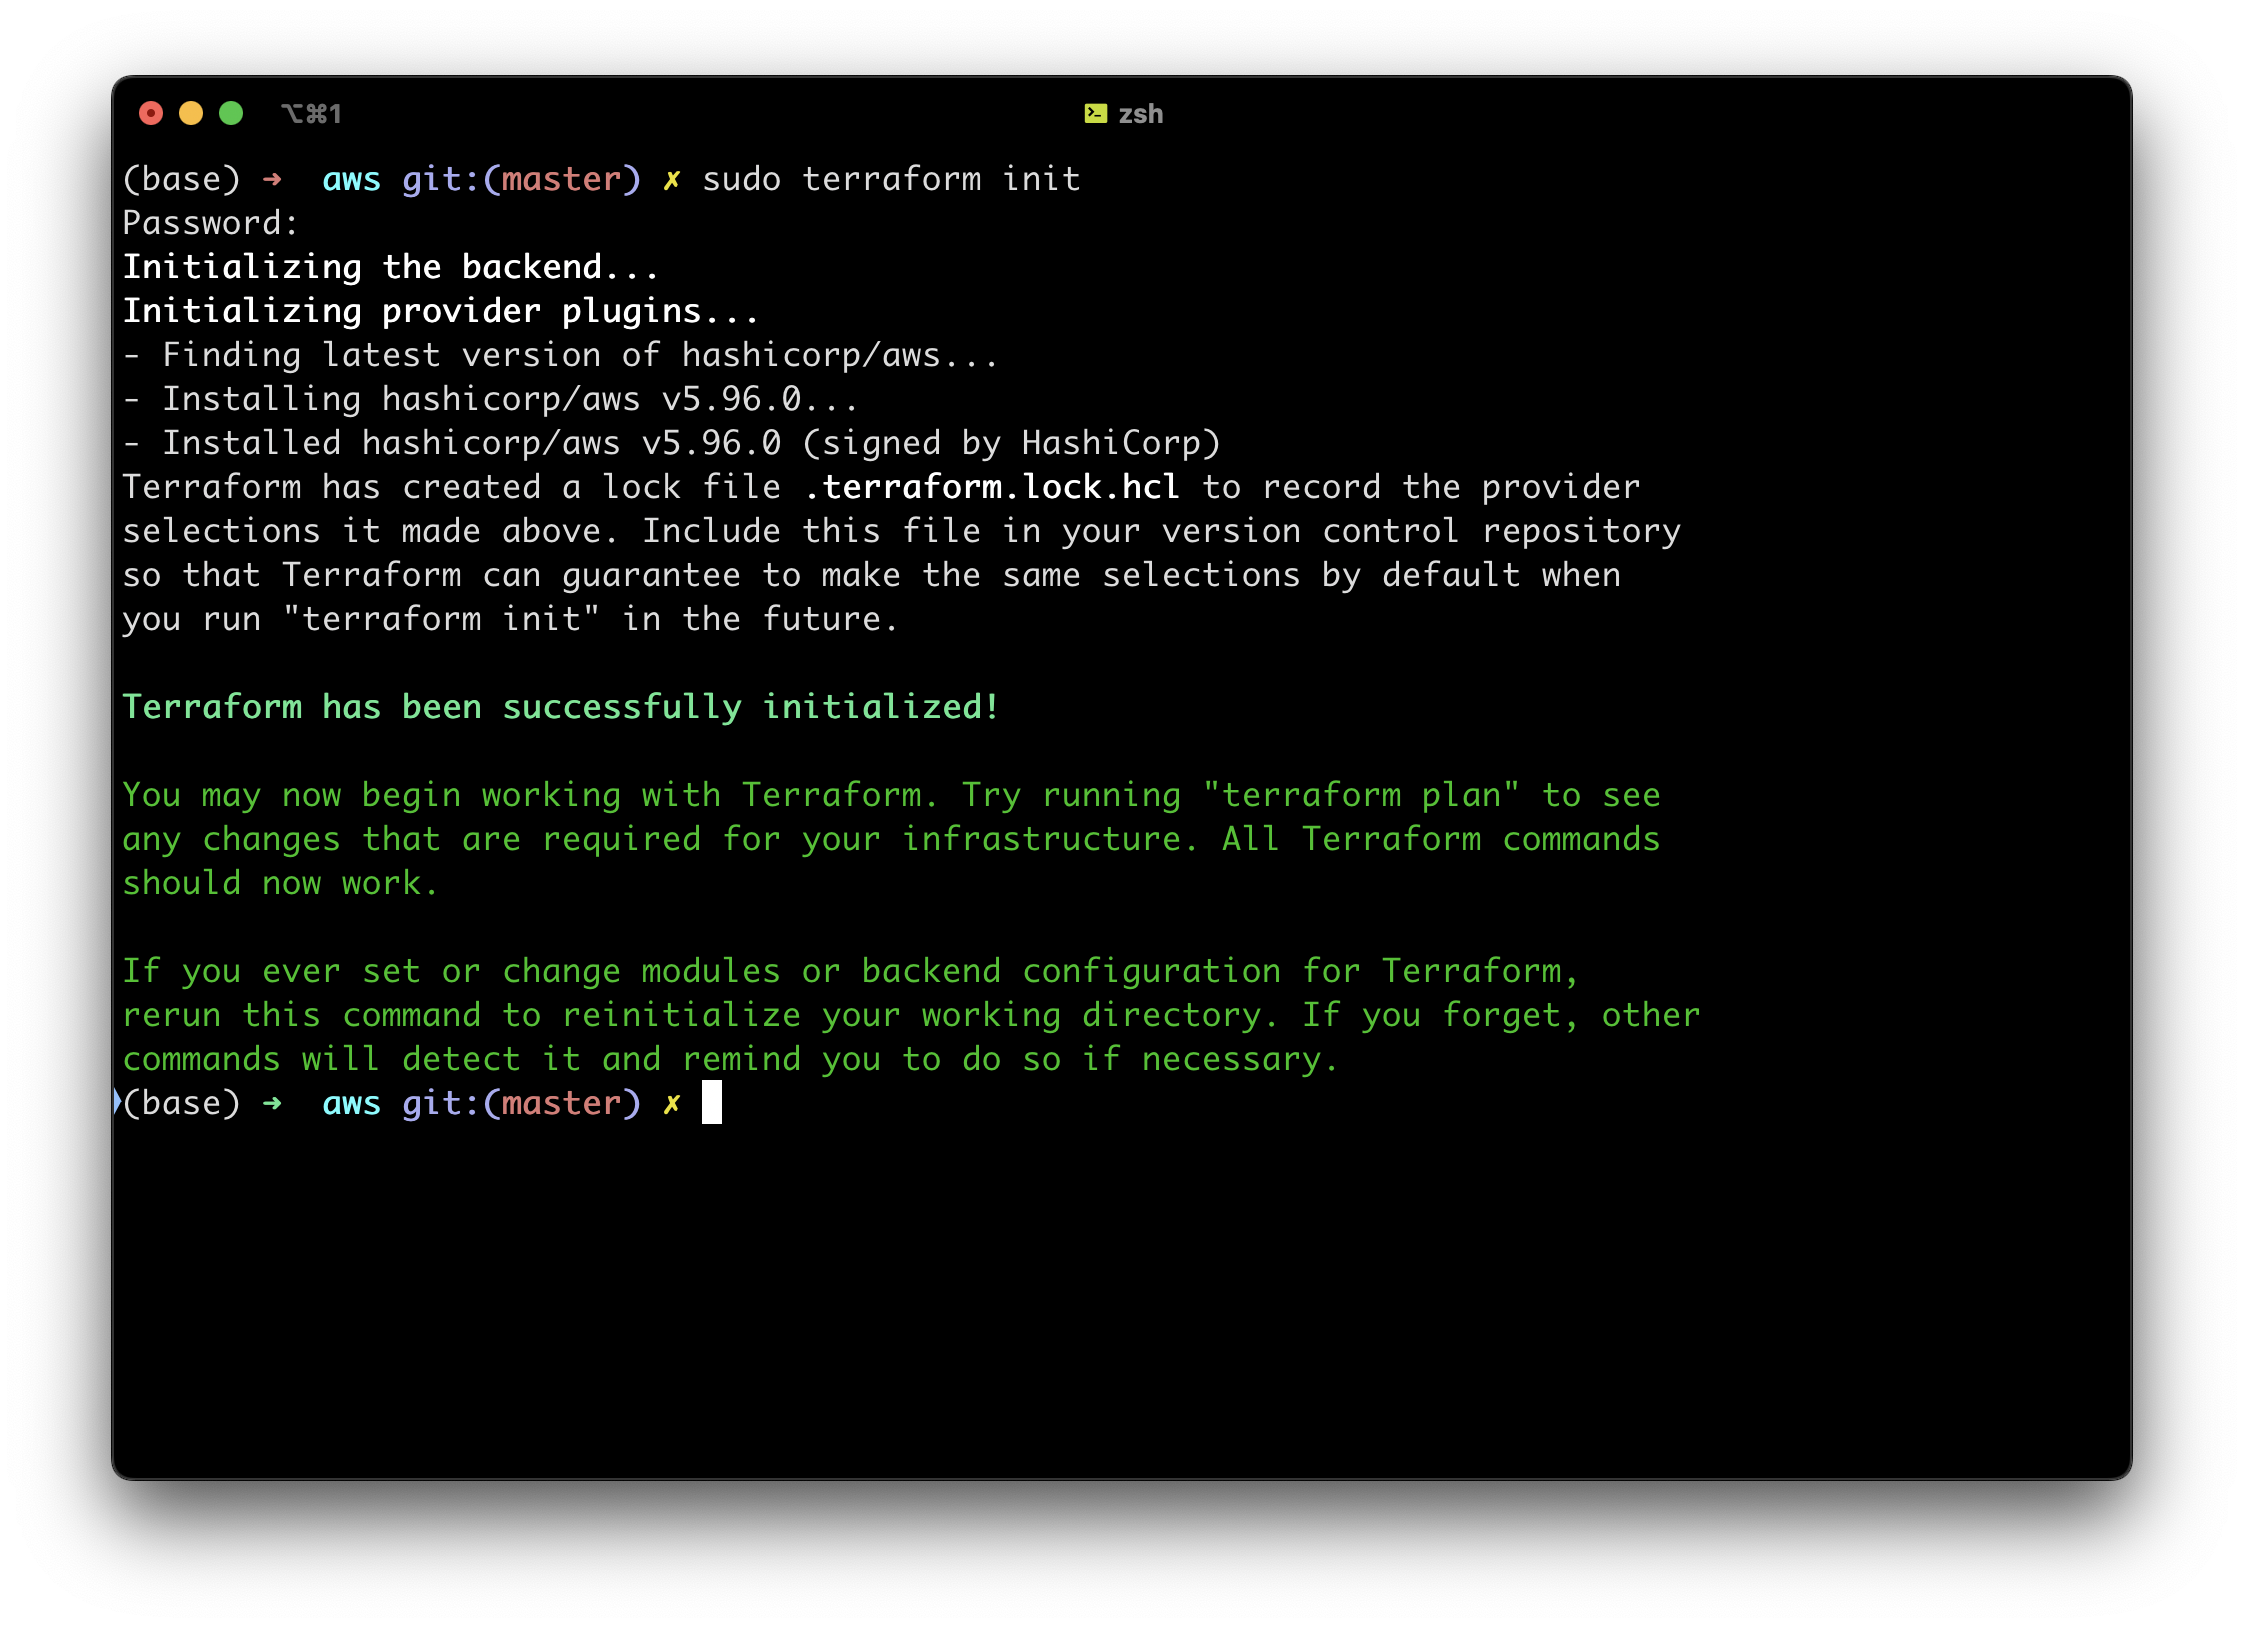 ⌥⌘1
zsh
(base) ➜  aws git:(master) ✗ sudo terraform init
Password:
Initializing the backend...
Initializing provider plugins...
- Finding latest version of hashicorp/aws...
- Installing hashicorp/aws v5.96.0...
- Installed hashicorp/aws v5.96.0 (signed by HashiCorp)
Terraform has created a lock file .terraform.lock.hcl to record the provider
selections it made above. Include this file in your version control repository
so that Terraform can guarantee to make the same selections by default when
you run "terraform init" in the future.
Terraform has been successfully initialized!
You may now begin working with Terraform. Try running "terraform plan" to see
any changes that are required for your infrastructure. All Terraform commands
should now work.
If you ever set or change modules or backend configuration for Terraform,
rerun this command to reinitialize your working directory. If you forget, other
commands will detect it and remind you to do so if necessary.
(base) ➜  aws git:(master) ✗